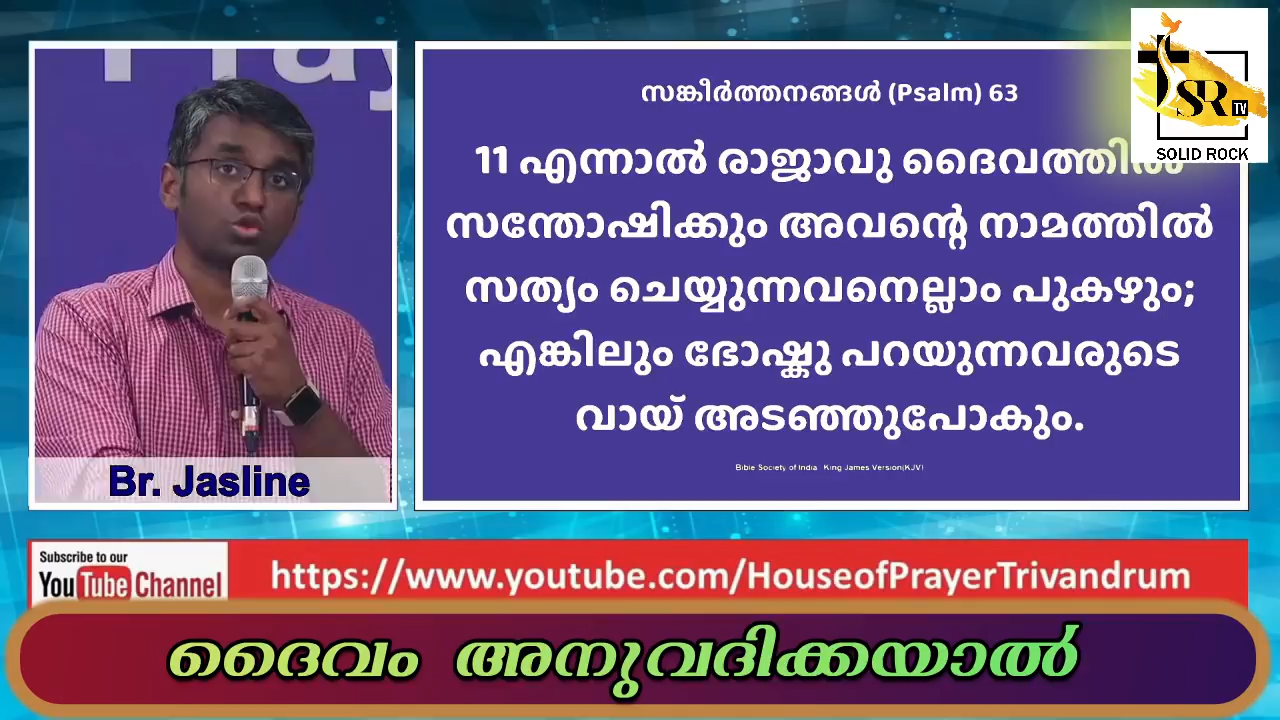 Pray
സങ്കീർത്തനങ്ങൾ (Psalm) 63
11 എന്നാൽ രാജാവു ദൈവത്തിൽ
സന്തോഷിക്കും അവന്റെ നാമത്തിൽ
സത്യം ചെയ്യുന്നവനെല്ലാം പുകഴും;
എങ്കിലും ഭോഷ്കു പറയുന്നവരുടെ
വായ് അടഞ്ഞുപോകും.
Bible Society of India King James Version(KJV)
SR TV
SOLID ROCK
Br. Jasline
Subscribe to our
YouTube Channel
https://www.youtube.com/HouseofPrayerTrivandrum
ദൈവം അനുവദിക്കയാൽ